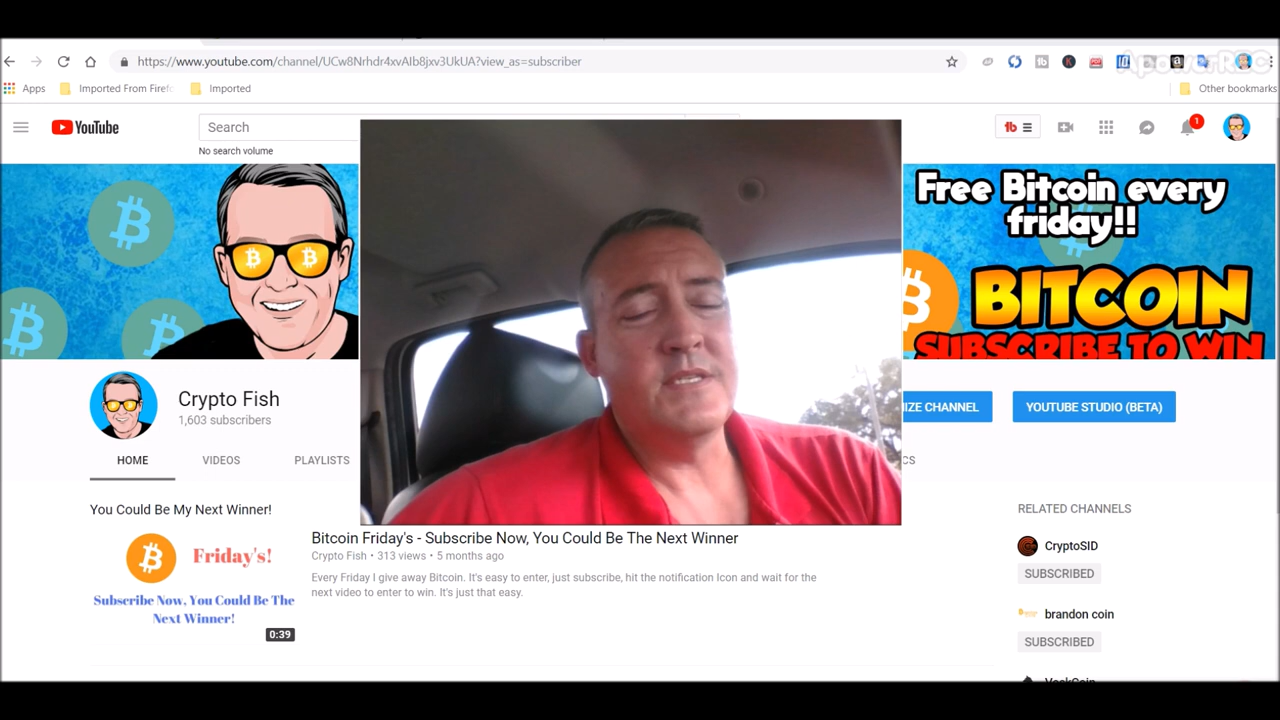 https://www.youtube.com/channel/UCw8Nrhdr4xvAIb8jxv3UkUA?view_as=subscriber
ApowerREC
Apps
Imported From Firefo
Imported
Other bookmarks
YouTube
Search
No search volume
1
Free Bitcoin every
friday!!
BITCOIN
SUBSCRIBE TO WIN
Crypto Fish
1,603 subscribers
IZE CHANNEL
YOUTUBE STUDIO (BETA)
HOME
VIDEOS
PLAYLISTS
CS
You Could Be My Next Winner!
Friday's!
Subscribe Now, You Could Be The
Next Winner!
0:39
Bitcoin Friday's - Subscribe Now, You Could Be The Next Winner
Crypto Fish • 313 views • 5 months ago
Every Friday I give away Bitcoin. It's easy to enter, just subscribe, hit the notification Icon and wait for the
next video to enter to win. It's just that easy.
RELATED CHANNELS
CryptoSID
SUBSCRIBED
brandon coin
SUBSCRIBED
VoskCoin